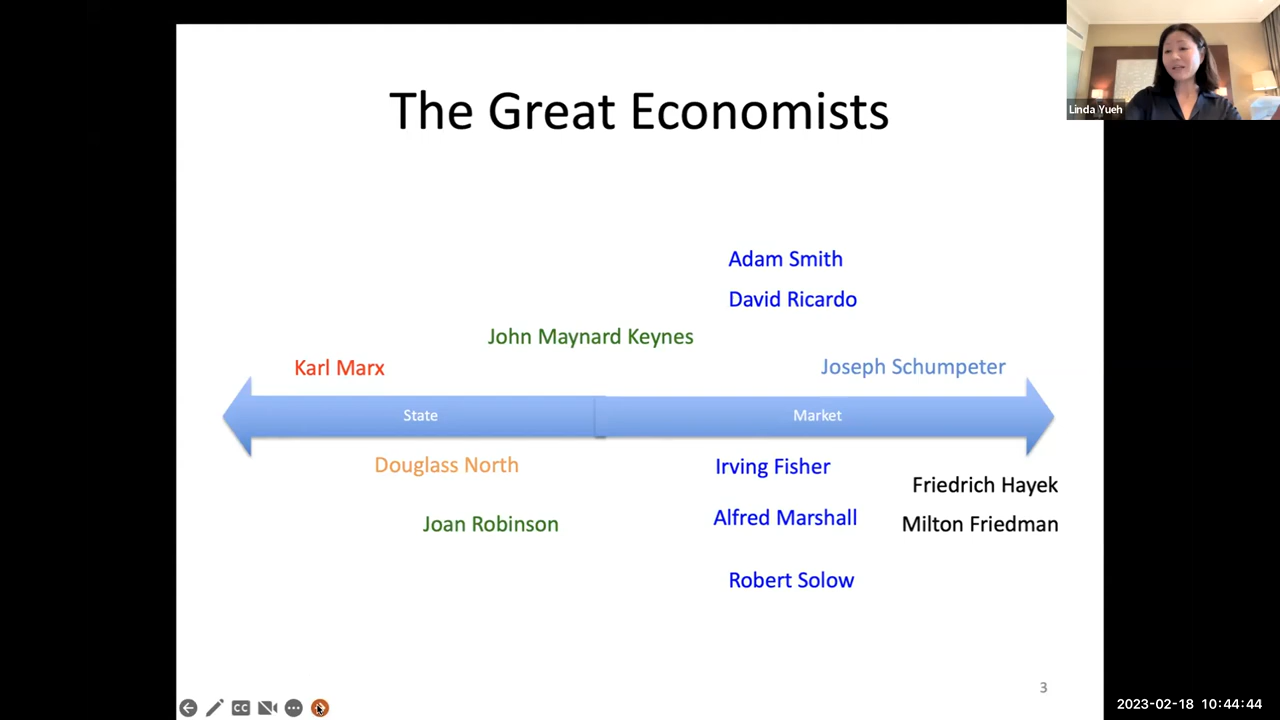 The Great Economists
Linda Yueh
Adam Smith
David Ricardo
John Maynard Keynes
Karl Marx
Joseph Schumpeter
State
Market
Douglass North
Irving Fisher
Friedrich Hayek
Joan Robinson
Alfred Marshall
Milton Friedman
Robert Solow
3
CC
2023-02-18 10:44:44